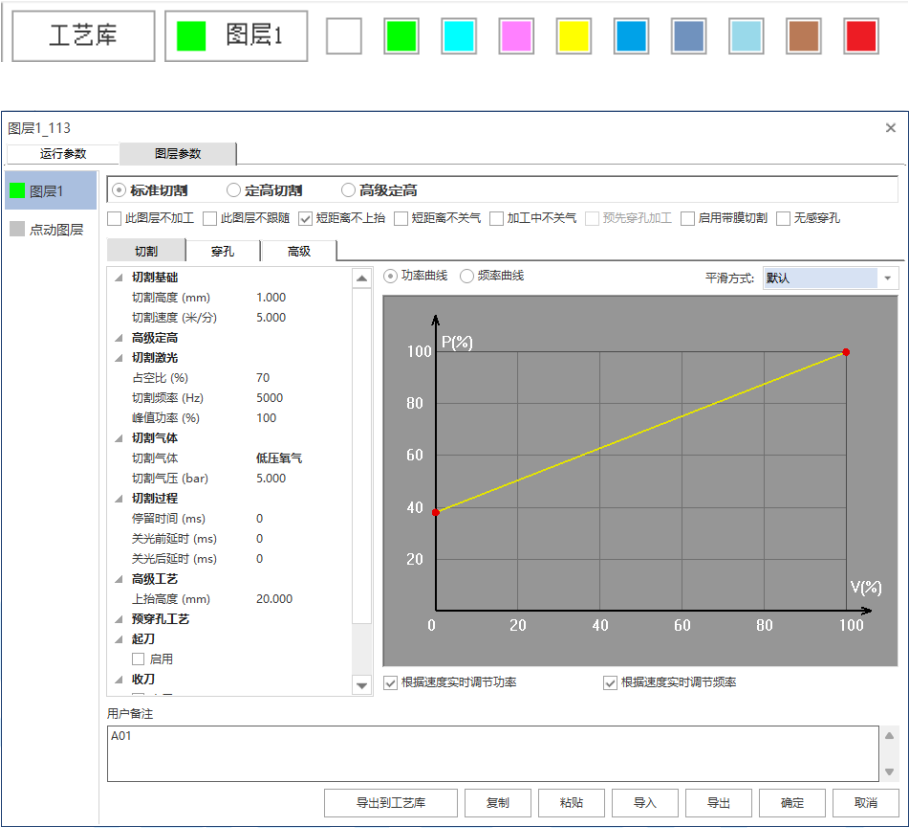 工艺库 图层1
图层1_113
运行参数 图层参数
图层1
点动图层
标准切割 定高切割 高级定高
此图层不加工 此图层不跟随 短距离不上抬 短距离不关气 加工中不关气 预先穿孔加工 启用带膜切割 无感穿孔
切割 穿孔 高级
切割基础
切割高度 (mm) 1.000
切割速度 (米/分) 5.000
高级定高
切割激光
占空比 (%) 70
切割频率 (Hz) 5000
峰值功率 (%) 100
切割气体
切割气体 低压氧气
切割气压 (bar) 5.000
切割过程
停留时间 (ms) 0
关光前延时 (ms) 0
关光后延时 (ms) 0
高级工艺
上抬高度 (mm) 20.000
预穿孔工艺
起刀
启用
收刀
功率曲线 频率曲线 平滑方式: 默认
P(%)
100
80
60
40
20
V(%)
0 20 40 60 80 100
根据速度实时调节功率 根据速度实时调节频率
用户备注
A01
导出到工艺库 复制 粘贴 导入 导出 确定 取消